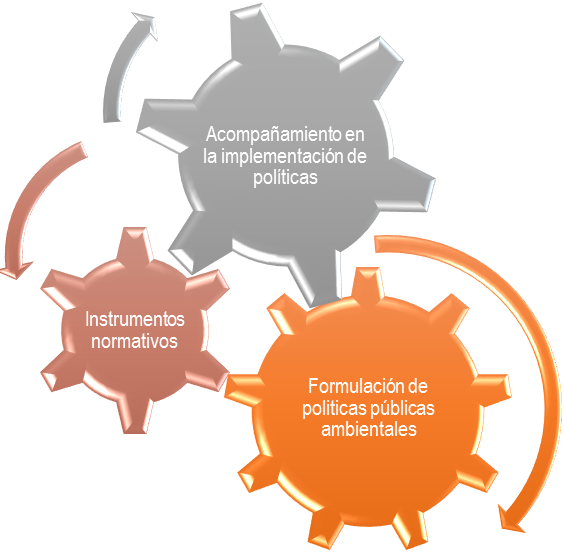 Acompañamiento en
la implementación de
políticas
Instrumentos
normativos
Formulación de
politicas públicas
ambientales